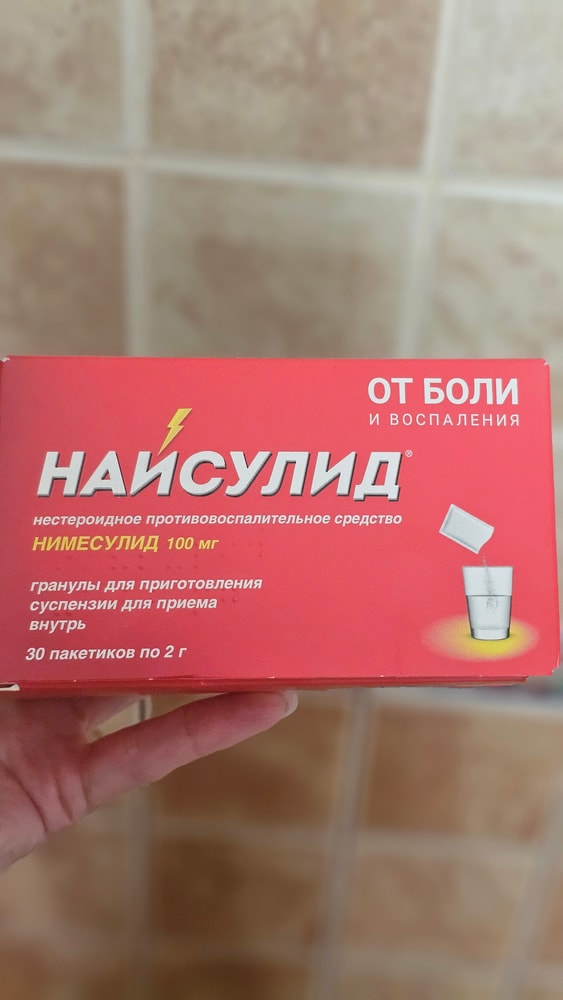 ОТ БОЛИ
И ВОСПАЛЕНИЯ
НАЙСУЛИД®
нестероидное противовоспалительное средство
НИМЕСУЛИД 100 мг
гранулы для приготовления
суспензии для приема
внутрь
30 пакетиков по 2 г